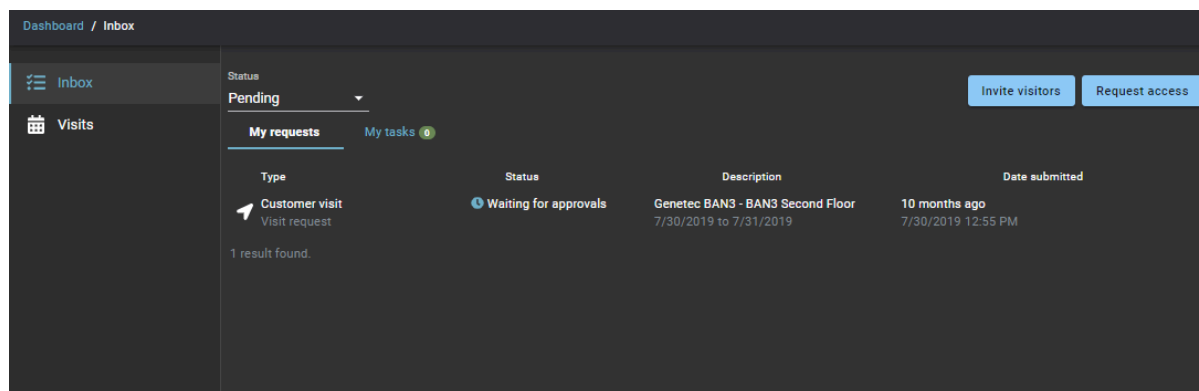 Dashboard / Inbox
Inbox
Visits
Status
Pending
Invite visitors
Request access
My requests
My tasks 0
Type Status Description Date submitted
Customer visit Waiting for approvals Genetec BAN3 - BAN3 Second Floor 10 months ago
Visit request 7/30/2019 to 7/31/2019 7/30/2019 12:55 PM
1 result found.